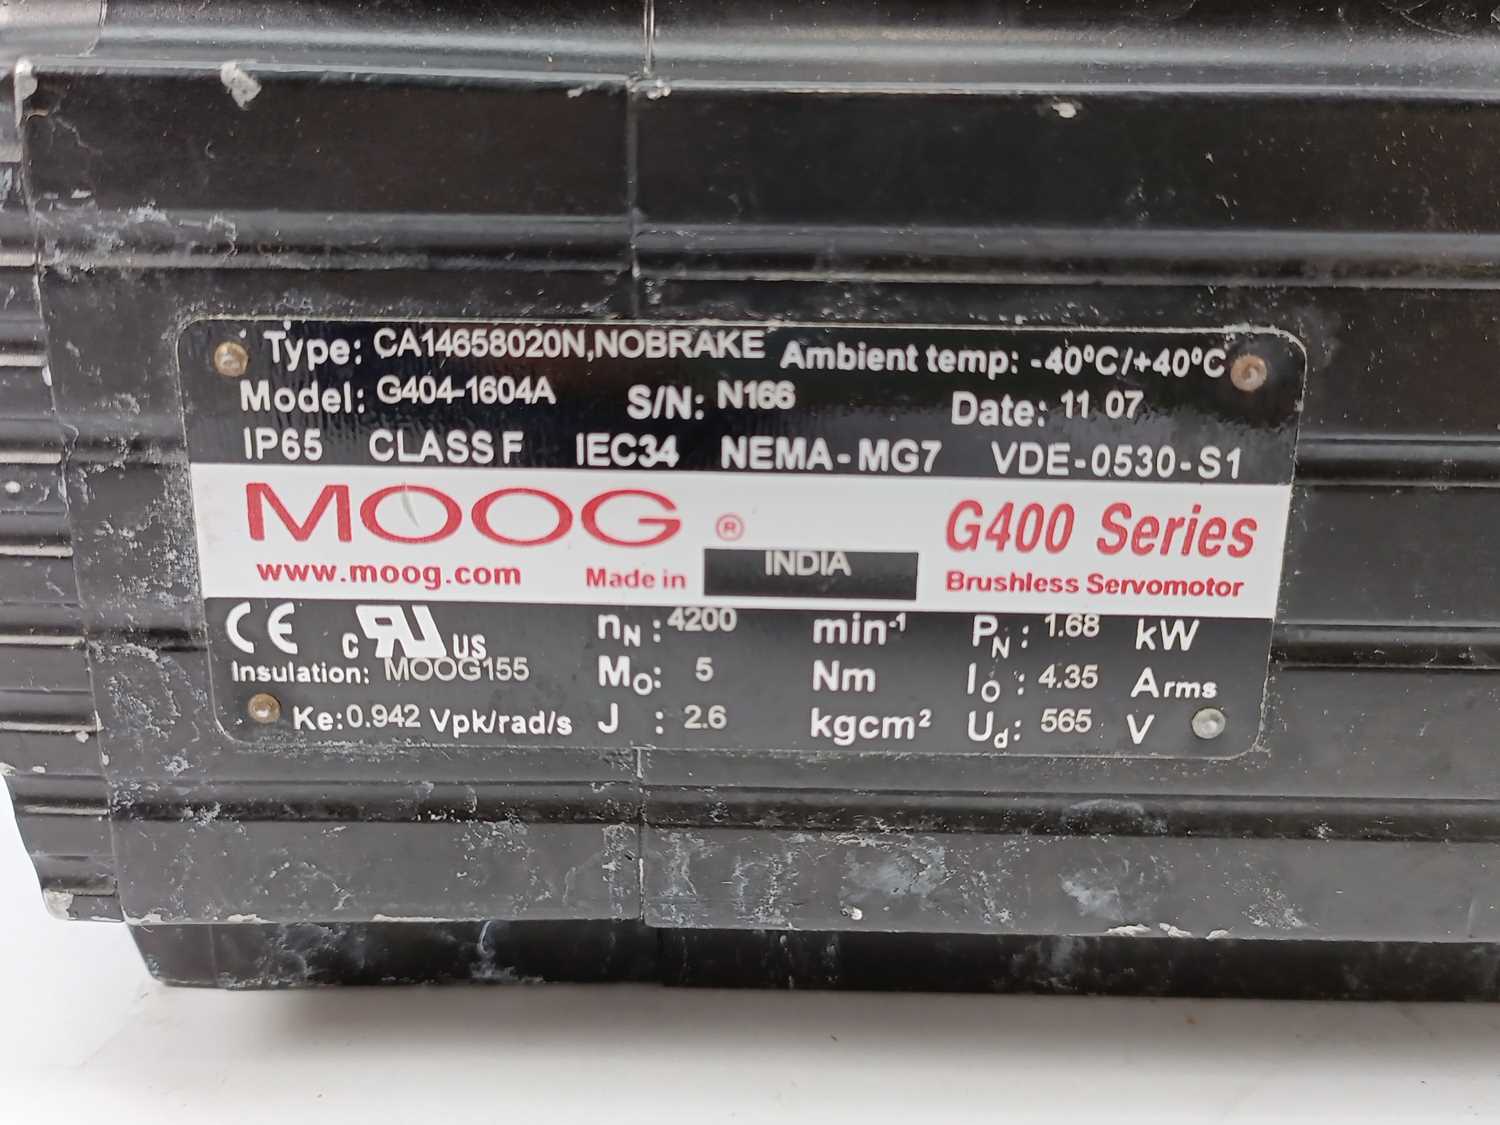 Type: CA14658020N,NOBRAKE Ambient temp: -40°C/+40°C
Model: G404-1604A S/N: N166 Date: 11 07
IP65 CLASS F IEC34 NEMA-MG7 VDE-0530-S1
MOOG ® G400 Series
www.moog.com Made in INDIA Brushless Servomotor
CE c RU US nN : 4200 min-1 PN : 1.68 kW
Insulation: MOOG155 MO: 5 Nm IO : 4.35 Arms
Ke: 0.942 Vpk/rad/s J : 2.6 kgcm² Ud: 565 V